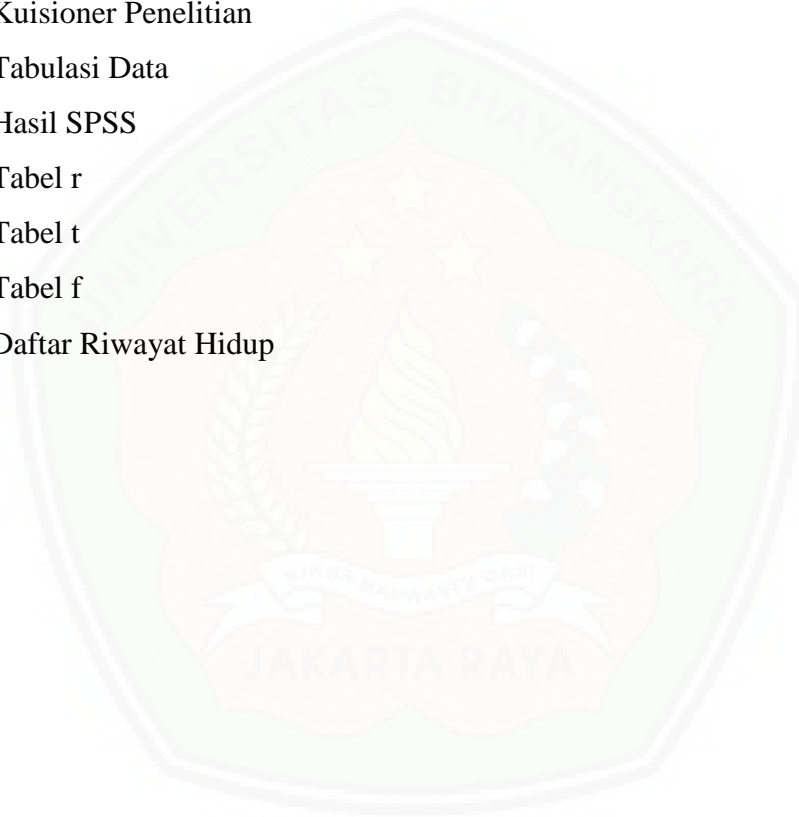 Kuisioner Penelitian
Tabulasi Data
Hasil SPSS
Tabel r
Tabel t
Tabel f
Daftar Riwayat Hidup
UNIVERSITAS BHAYANGKARA
JAKARTA RAYA